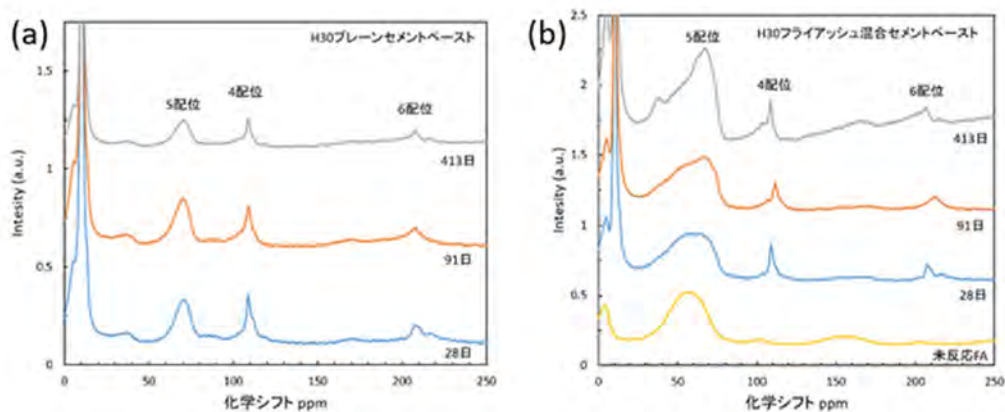 (a)
H30プレーンセメントペースト
1.5
1
0.5
0
Intesity (a.u.)
5配位
4配位
6配位
413日
91日
28日
0
50
100
150
200
250
化学シフト ppm
(b)
H30フライアッシュ混合セメントペースト
2.5
2
1.5
1
0.5
0
Intesity (a.u.)
5配位
4配位
6配位
413日
91日
28日
未反応FA
0
50
100
150
200
250
化学シフト ppm